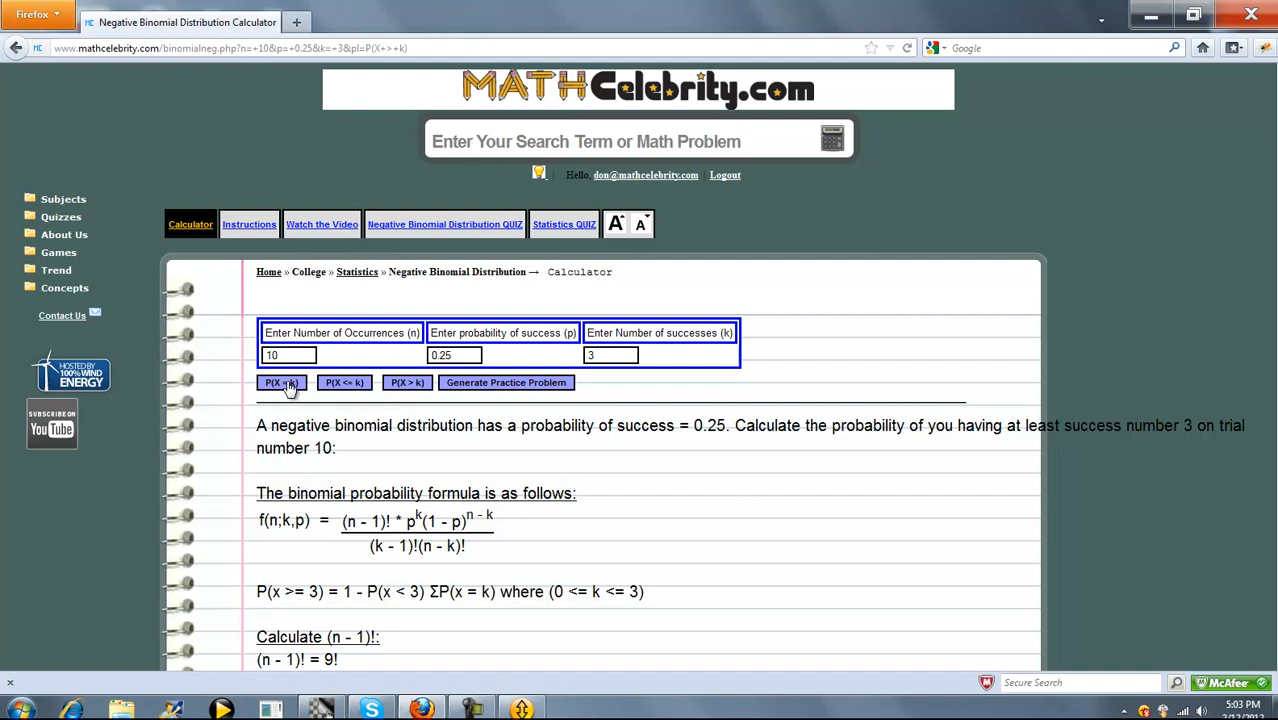 Firefox
Negative Binomial Distribution Calculator
www.mathcelebrity.com/binomialneg.php?n=+10&p=+0.25&k=+3&pl=P(X+>+k)
Google
MATHCelebrity.com
Enter Your Search Term or Math Problem
| Hello, don@mathcelebrity.com | Logout
Subjects
Quizzes
About Us
Games
Trend
Concepts
Contact Us
HOSTED BY
100% WIND
ENERGY
SUBSCRIBE ON
YouTube
Calculator
Instructions
Watch the Video
Negative Binomial Distribution QUIZ
Statistics QUIZ
A A
Home » College » Statistics » Negative Binomial Distribution → Calculator
Enter Number of Occurrences (n) Enter probability of success (p) Enter Number of successes (k)
10 0.25 3
P(X = k) P(X <= k) P(X > k) Generate Practice Problem
A negative binomial distribution has a probability of success = 0.25. Calculate the probability of you having at least success number 3 on trial
number 10:
The binomial probability formula is as follows:
f(n;k,p) = (n - 1)! * p^k(1 - p)^n - k
(k - 1)!(n - k)!
P(x >= 3) = 1 - P(x < 3) ΣP(x = k) where (0 <= k <= 3)
Calculate (n - 1)!:
(n - 1)! = 9!
Secure Search
McAfee
5:03 PM
2/12/2012